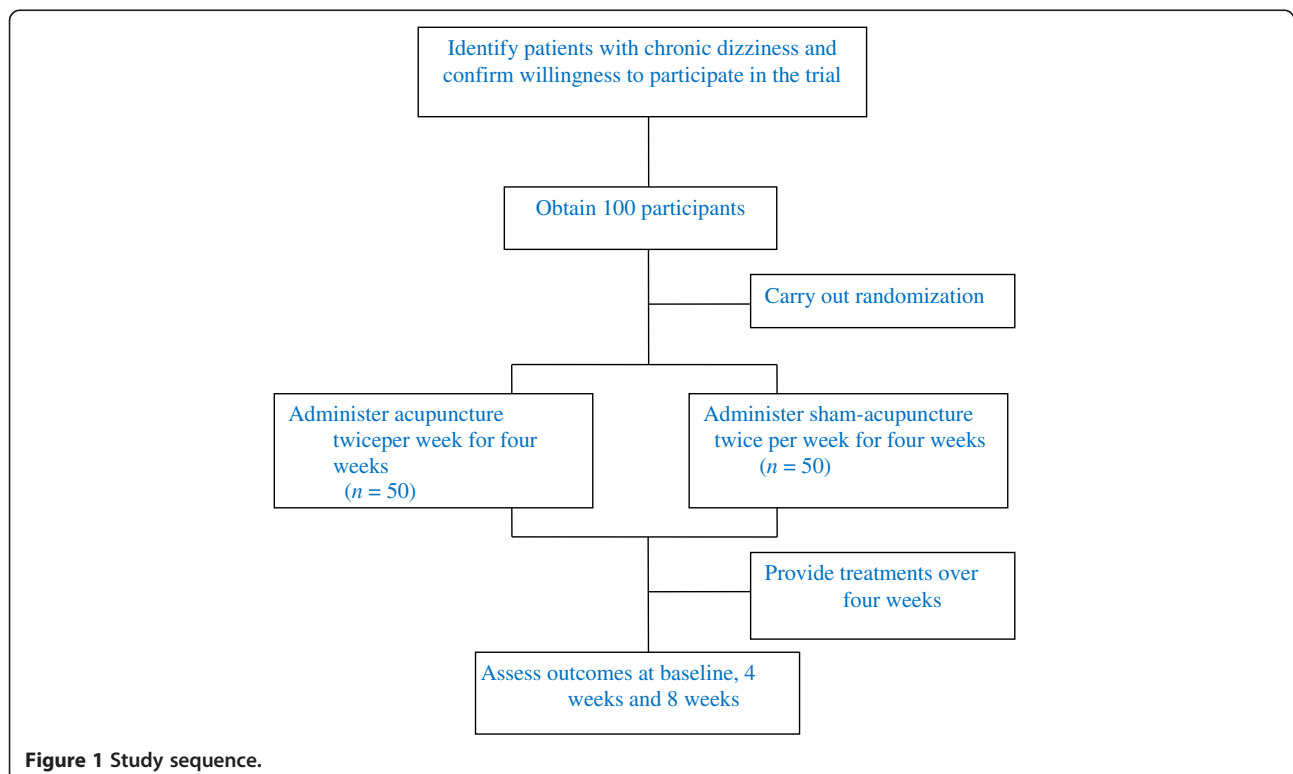 Identify patients with chronic dizziness and
confirm willingness to participate in the trial
Obtain 100 participants
Carry out randomization
Administer acupuncture
twiceper week for four
weeks
(n = 50)
Administer sham-acupuncture
twice per week for four weeks
(n = 50)
Provide treatments over
four weeks
Assess outcomes at baseline, 4
weeks and 8 weeks
Figure 1 Study sequence.